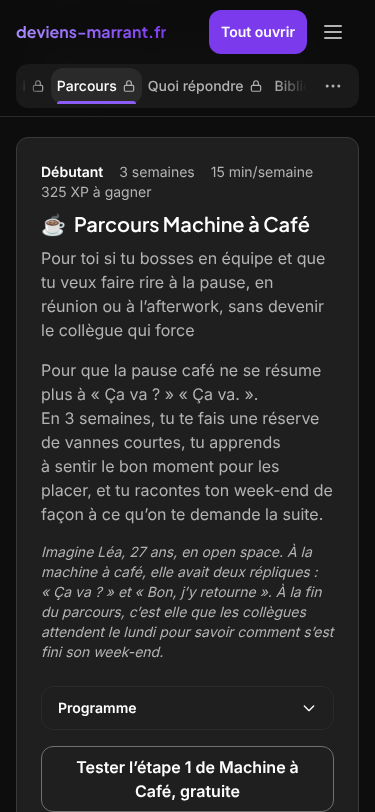 deviens-marrant.fr
Tout ouvrir
Parcours
Quoi répondre
Bibli
Débutant 3 semaines 15 min/semaine
325 XP à gagner
☕ Parcours Machine à Café
Pour toi si tu bosses en équipe et que
tu veux faire rire à la pause, en
réunion ou à l’afterwork, sans devenir
le collègue qui force
Pour que la pause café ne se résume
plus à « Ça va ? » « Ça va. ».
En 3 semaines, tu te fais une réserve
de vannes courtes, tu apprends
à sentir le bon moment pour les
placer, et tu racontes ton week-end de
façon à ce qu’on te demande la suite.
Imagine Léa, 27 ans, en open space. À la
machine à café, elle avait deux répliques :
« Ça va ? » et « Bon, j’y retourne ». À la fin
du parcours, c’est elle que les collègues
attendent le lundi pour savoir comment s’est
fini son week-end.
Programme
Tester l’étape 1 de Machine à
Café, gratuite